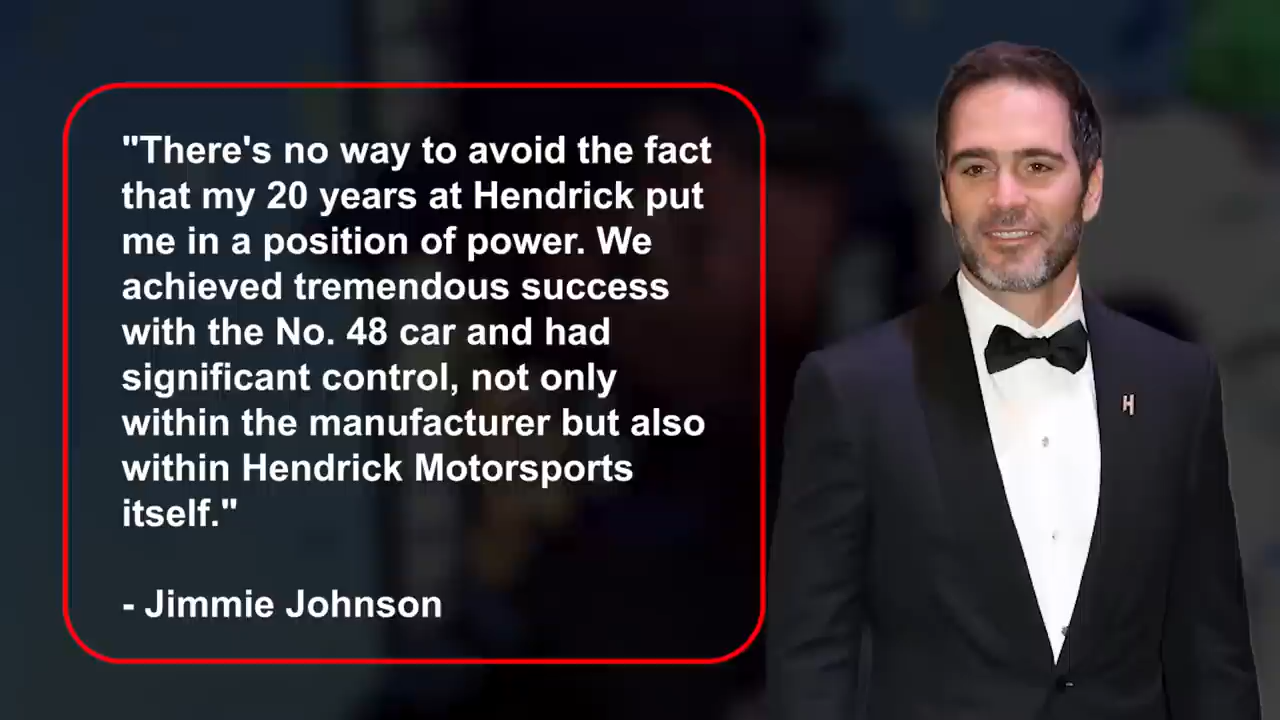 "There's no way to avoid the fact
that my 20 years at Hendrick put
me in a position of power. We
achieved tremendous success
with the No. 48 car and had
significant control, not only
within the manufacturer but also
within Hendrick Motorsports
itself."
- Jimmie Johnson
H